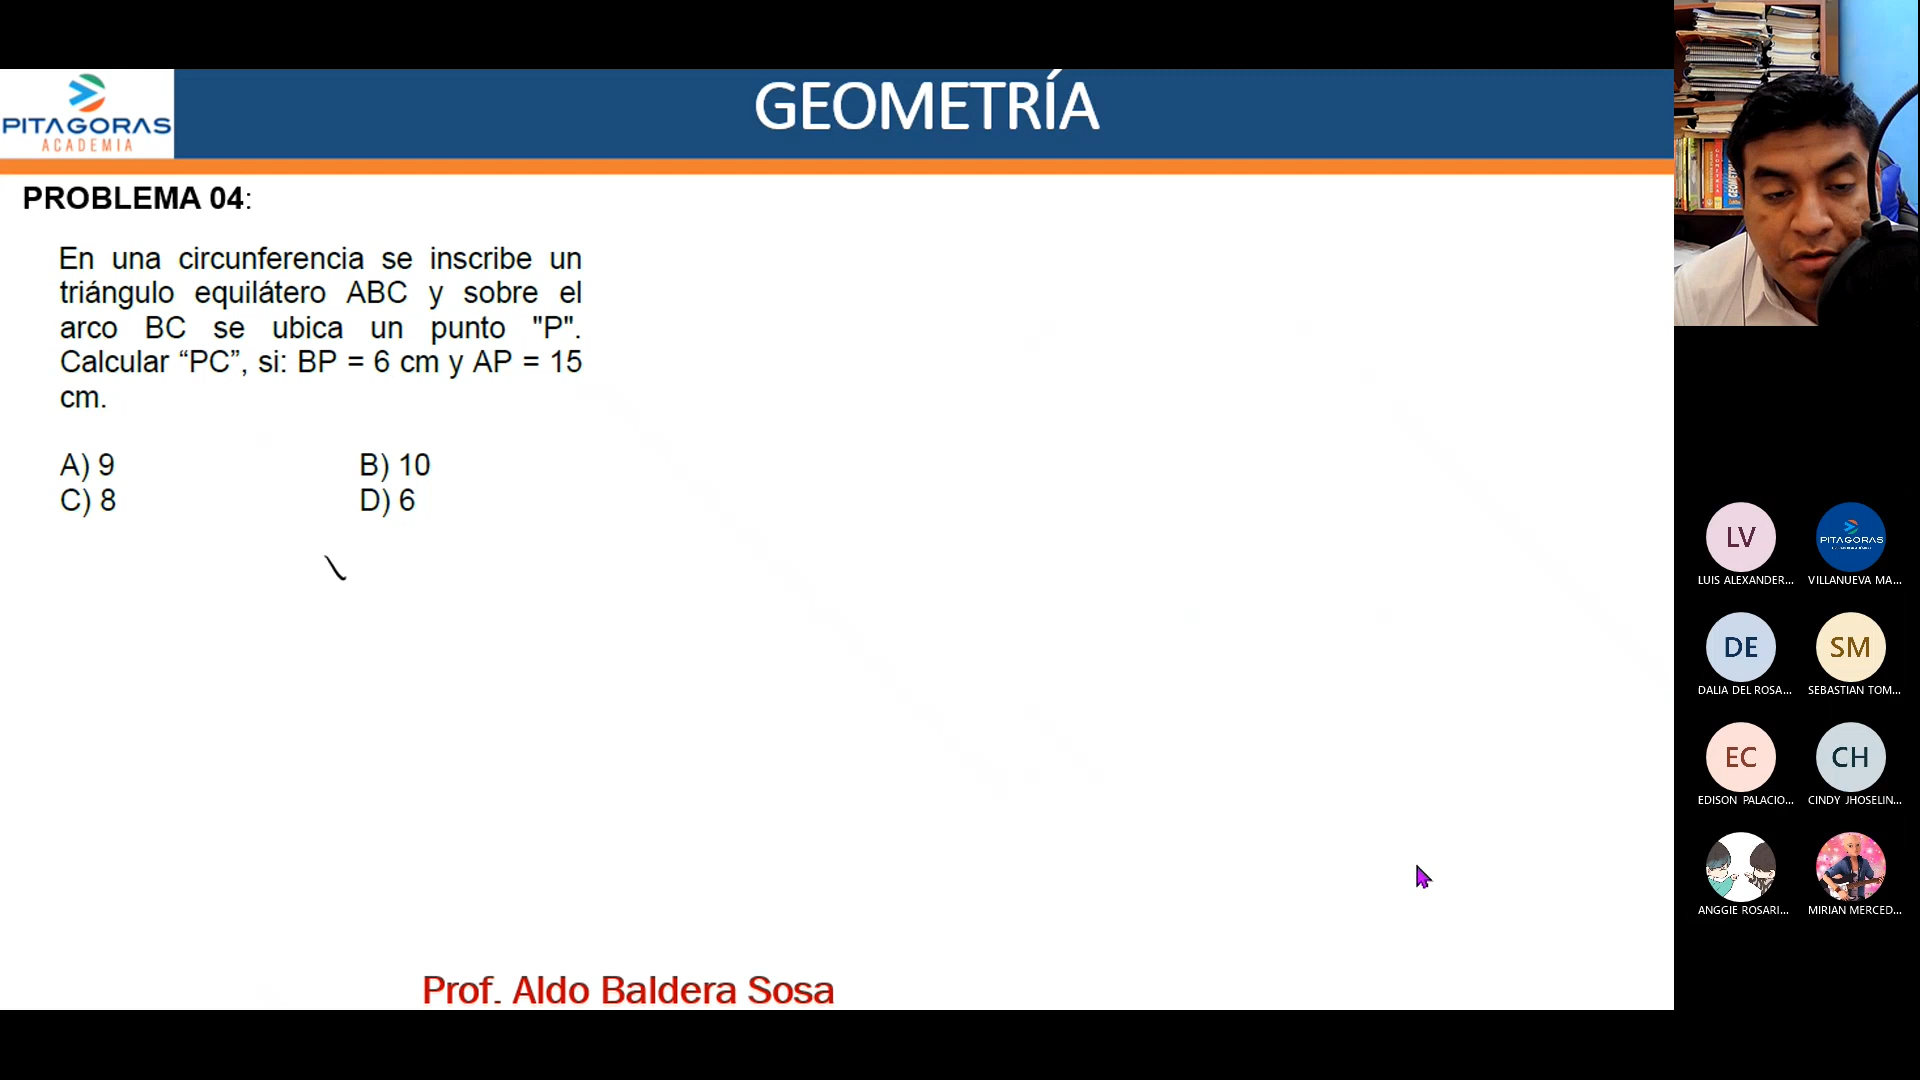 GEOMETRÍA
PITAGORAS
ACADEMIA
PROBLEMA 04:
En una circunferencia se inscribe un
triángulo equilátero ABC y sobre el
arco BC se ubica un punto "P".
Calcular “PC”, si: BP = 6 cm y AP = 15
cm.
A) 9 B) 10
C) 8 D) 6
Prof. Aldo Baldera Sosa
LV
PITAGORAS
LUIS ALEXANDER... VILLANUEVA MA...
DE SM
DALIA DEL ROSA... SEBASTIAN TOM...
EC CH
EDISON PALACIO... CINDY JHOSELIN...
ANGGIE ROSARI... MIRIAN MERCED...